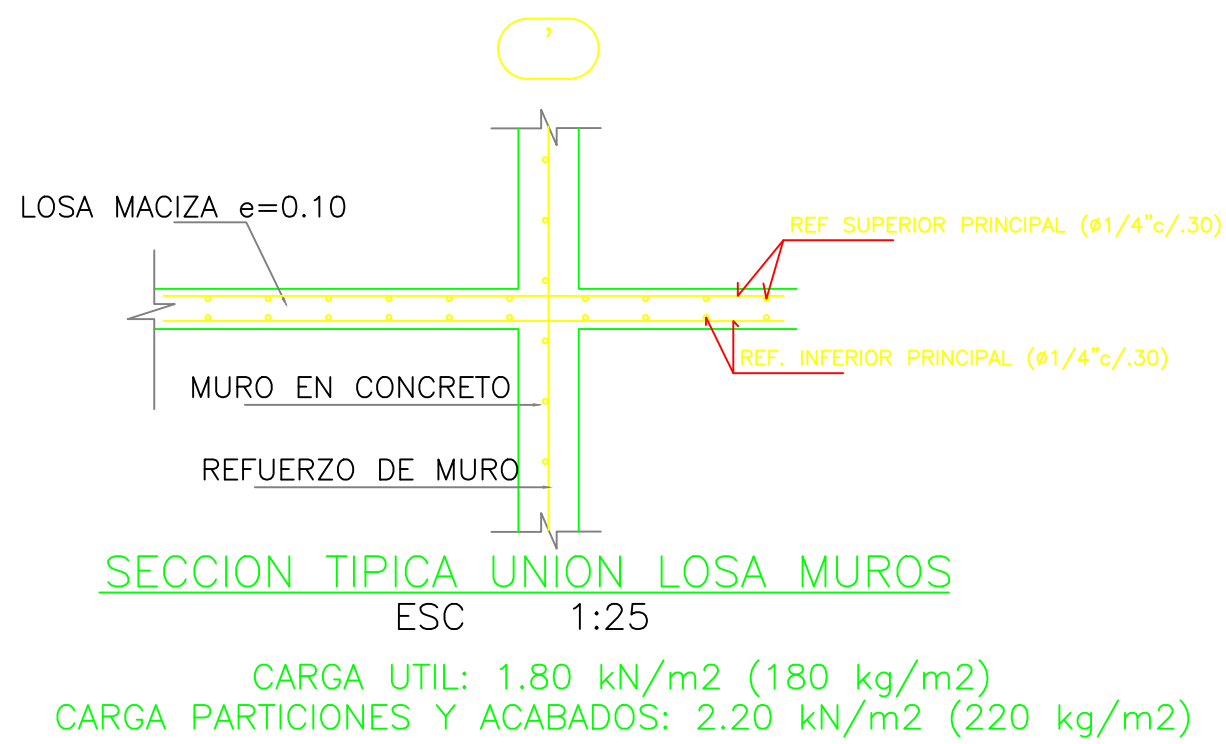 ’
LOSA MACIZA e=0.10
REF SUPERIOR PRINCIPAL (ø1/4"c/.30)
REF. INFERIOR PRINCIPAL (ø1/4"c/.30)
MURO EN CONCRETO
REFUERZO DE MURO
SECCION TIPICA UNION LOSA MUROS
ESC 1:25
CARGA UTIL: 1.80 kN/m2 (180 kg/m2)
CARGA PARTICIONES Y ACABADOS: 2.20 kN/m2 (220 kg/m2)